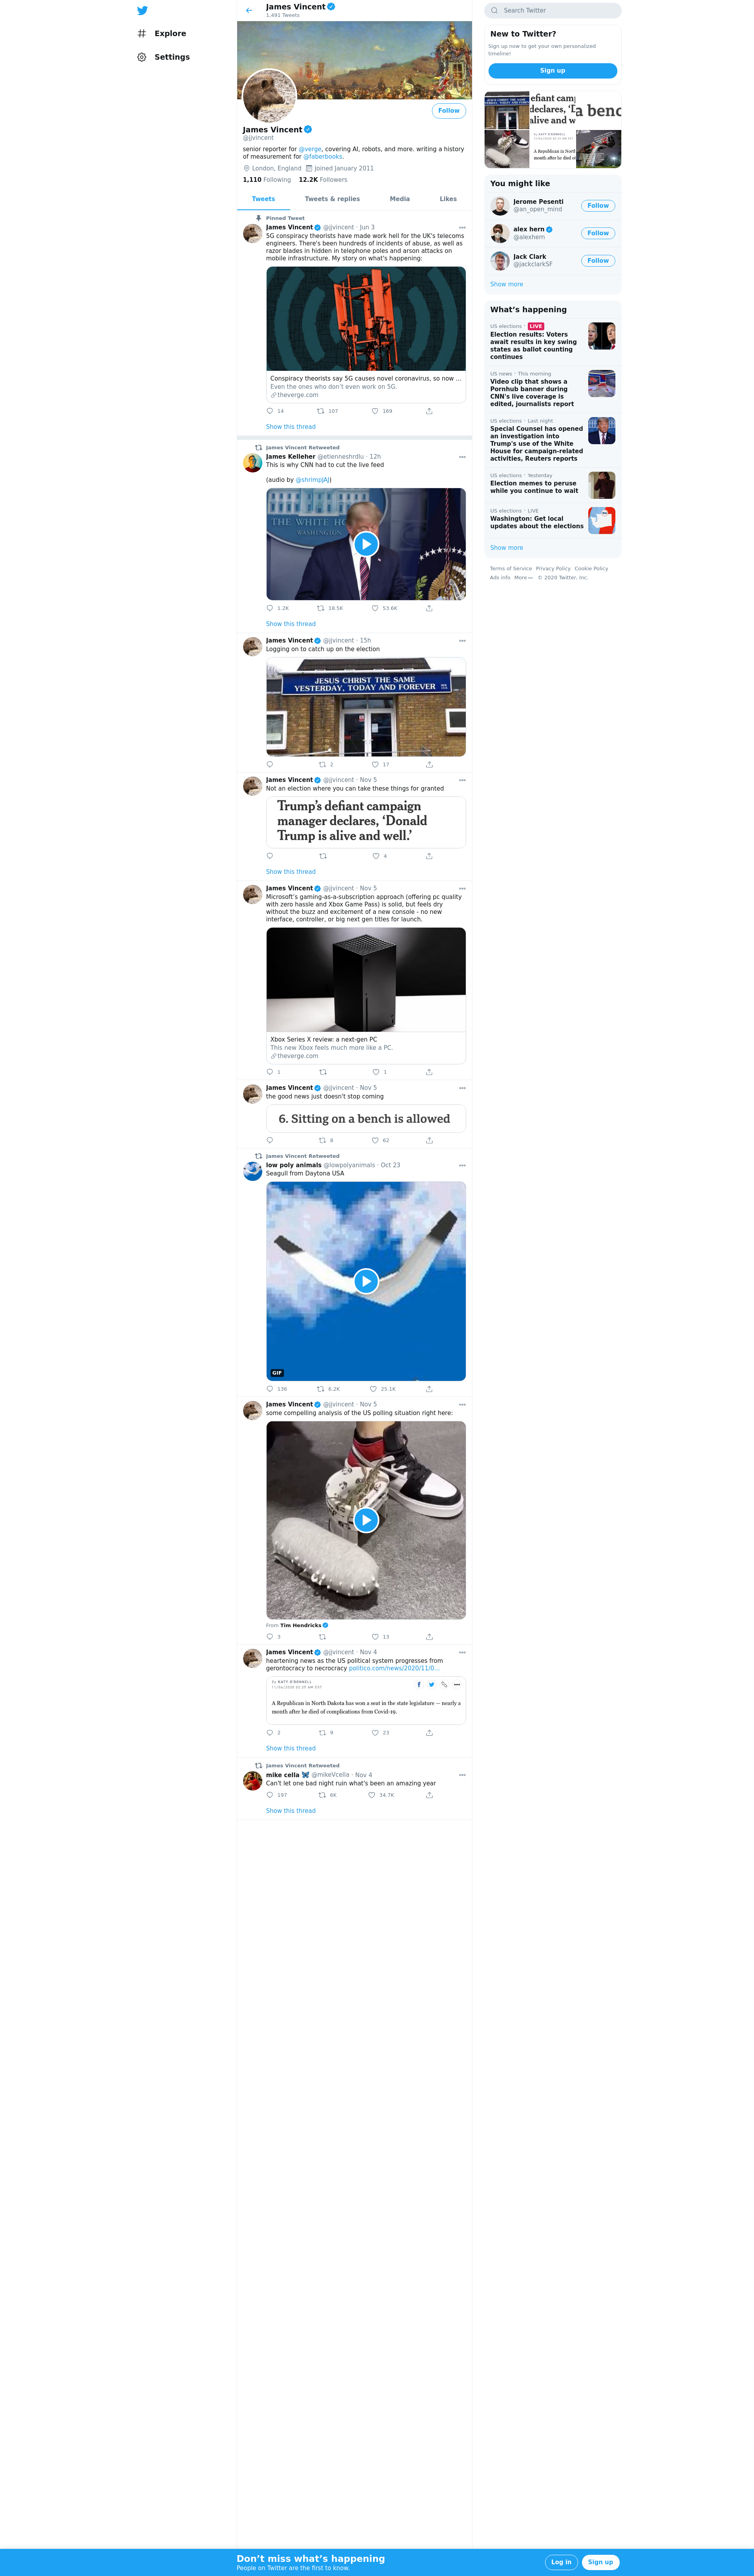 Explore
Settings
James Vincent
1,491 Tweets
Follow
James Vincent
@jjvincent
senior reporter for @verge, covering AI, robots, and more. writing a history
of measurement for @faberbooks.
London, England Joined January 2011
1,110 Following 12.2K Followers
Tweets Tweets & replies Media Likes
Pinned Tweet
James Vincent @jjvincent · Jun 3
5G conspiracy theorists have made work hell for the UK's telecoms
engineers. There's been hundreds of incidents of abuse, as well as
razor blades in hidden in telephone poles and arson attacks on
mobile infrastructure. My story on what's happening:
Conspiracy theorists say 5G causes novel coronavirus, so now ...
Even the ones who don't even work on 5G.
theverge.com
14 107 169
Show this thread
James Vincent Retweeted
James Kelleher @etienneshrdlu · 12h
This is why CNN had to cut the live feed
(audio by @shrimpJAJ)
THE WHITE HOUSE
WASHINGTON
1.2K 18.5K 53.6K
Show this thread
James Vincent @jjvincent · 15h
Logging on to catch up on the election
JESUS CHRIST THE SAME
YESTERDAY, TODAY AND FOREVER
2 17
James Vincent @jjvincent · Nov 5
Not an election where you can take these things for granted
Trump's defiant campaign
manager declares, 'Donald
Trump is alive and well.'
4
Show this thread
James Vincent @jjvincent · Nov 5
Microsoft's gaming-as-a-subscription approach (offering pc quality
with zero hassle and Xbox Game Pass) is solid, but feels dry
without the buzz and excitement of a new console - no new
interface, controller, or big next gen titles for launch.
Xbox Series X review: a next-gen PC
This new Xbox feels much more like a PC.
theverge.com
1 1
James Vincent @jjvincent · Nov 5
the good news just doesn't stop coming
6. Sitting on a bench is allowed
8 62
James Vincent Retweeted
low poly animals @lowpolyanimals · Oct 23
Seagull from Daytona USA
GIF
136 6.2K 25.1K
James Vincent @jjvincent · Nov 5
some compelling analysis of the US polling situation right here:
From Tim Hendricks
3 13
James Vincent @jjvincent · Nov 4
heartening news as the US political system progresses from
gerontocracy to necrocracy politico.com/news/2020/11/0...
By KATY O'DONNELL
A Republican in North Dakota has won a seat in the state legislature — nearly a
month after he died of complications from Covid-19.
2 9 23
Show this thread
James Vincent Retweeted
mike cella @mikeVcella · Nov 4
Can't let one bad night ruin what's been an amazing year
197 6K 34.7K
Show this thread
Search Twitter
New to Twitter?
Sign up now to get your own personalized
timeline!
Sign up
efiant camp
declares, 'D
alive and w
a benc
By KATY O'DONNELL
A Republican in Nort
month after he died o
You might like
Jerome Pesenti
@an_open_mind
Follow
alex hern
@alexhern
Follow
Jack Clark
@jackclarkSF
Follow
Show more
What's happening
US elections · LIVE
Election results: Voters
await results in key swing
states as ballot counting
continues
US news · This morning
Video clip that shows a
Pornhub banner during
CNN's live coverage is
edited, journalists report
US elections · Last night
Special Counsel has opened
an investigation into
Trump's use of the White
House for campaign-related
activities, Reuters reports
US elections · Yesterday
Election memes to peruse
while you continue to wait
US elections · LIVE
Washington: Get local
updates about the elections
Show more
Terms of Service Privacy Policy Cookie Policy
Ads info More © 2020 Twitter, Inc.
Don't miss what's happening
People on Twitter are the first to know.
Log in
Sign up